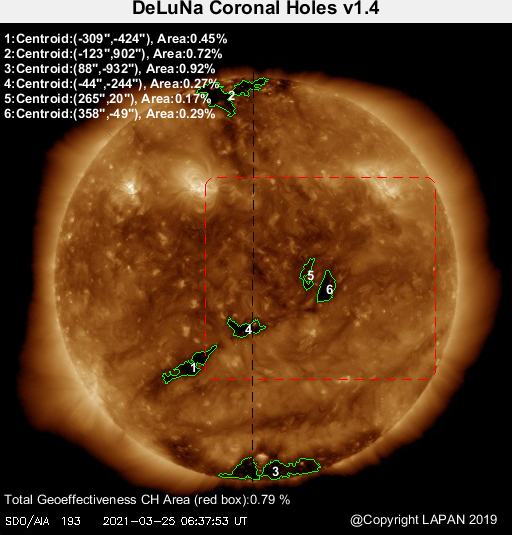 DeLuNa Coronal Holes v1.4
1:Centroid:(-309",-424"), Area:0.45%
2:Centroid:(-123",902"), Area:0.72%
3:Centroid:(88",-932"), Area:0.92%
4:Centroid:(-44",-244"), Area:0.27%
5:Centroid:(265",20"), Area:0.17%
6:Centroid:(358",-49"), Area:0.29%
2
5
6
4
1
3
Total Geoeffectiveness CH Area (red box):0.79 %
SDO/AIA 193 2021-03-25 06:37:53 UT
@Copyright LAPAN 2019